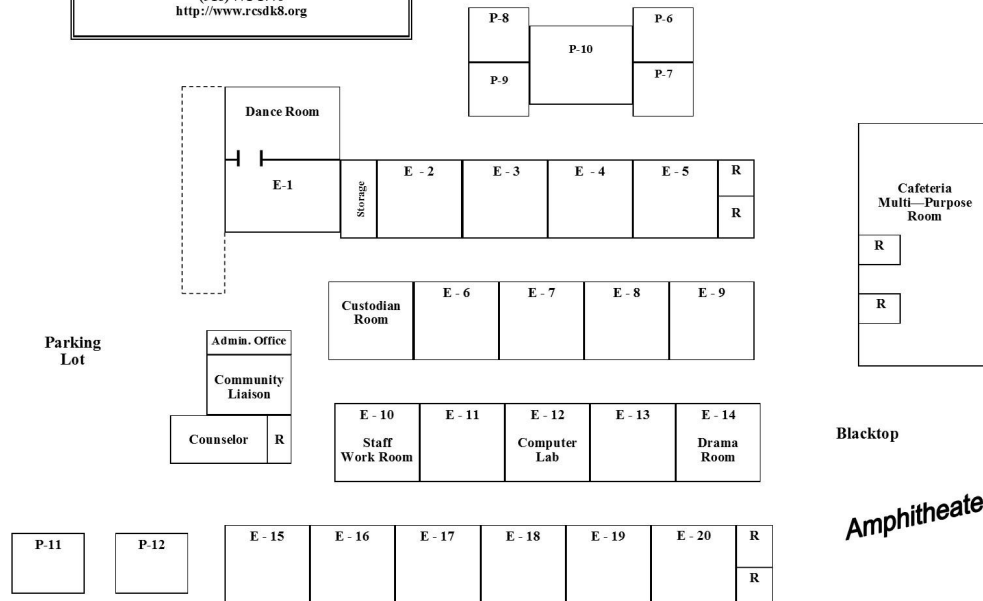 http://www.rcsdk8.org
P-8
P-6
P-10
P-9
P-7
Dance Room
E-1
Storage
E - 2
E - 3
E - 4
E - 5
R
R
Cafeteria
Multi—Purpose
Room
R
R
Custodian
Room
E - 6
E - 7
E - 8
E - 9
Parking
Lot
Admin. Office
Community
Liaison
Counselor
R
E - 10
Staff
Work Room
E - 11
E - 12
Computer
Lab
E - 13
E - 14
Drama
Room
Blacktop
Amphitheate
P-11
P-12
E - 15
E - 16
E - 17
E - 18
E - 19
E - 20
R
R